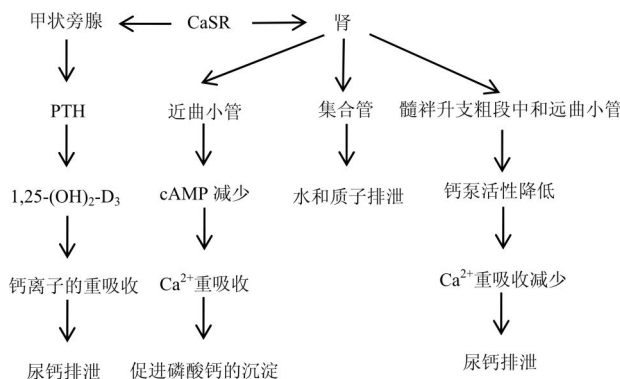 甲状旁腺 CaSR 肾
PTH 近曲小管 集合管 髓袢升支粗段中和远曲小管
1,25-(OH)₂-D₃ cAMP 减少 水和质子排泄 钙泵活性降低
钙离子的重吸收 Ca²⁺重吸收 Ca²⁺重吸收减少
尿钙排泄 促进磷酸钙的沉淀 尿钙排泄